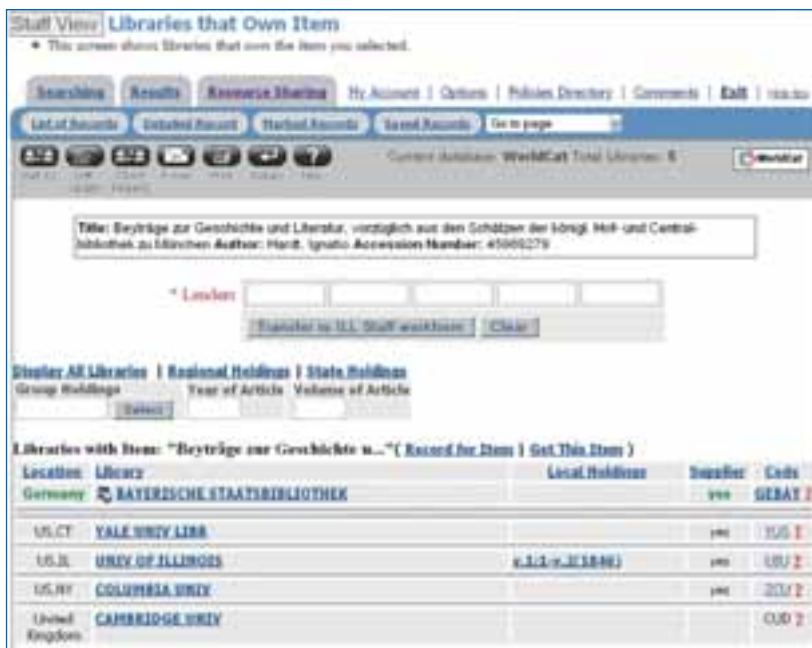 Staff View Libraries that Own Item
• This screen shows libraries that own the item you selected.
Searching Results Resource Sharing My Account | Options | Policies Directory | Comments | Exit |
List of Records Detailed Record Marked Records Saved Records Go to page
Current database: WorldCat Total Libraries: 5 WorldCat
Title: Beyträge zur Geschichte und Literatur, vorzüglich aus den Schätzen der königl. Hof- und Central-
bibliothek zu München Author: Hardt, Ignatio Accession Number: 45969279
* Lenders:
Transfer to ILL Staff workform Clear
Display All Libraries | Regional Holdings | State Holdings
Group Holdings Year of Article Volume of Article
Select
Libraries with Item: "Beyträge zur Geschichte u..." ( Record for Item | Get This Item )
Location Library Local Holdings Supplier Code
Germany BAYERISCHE STAATSBIBLIOTHEK yes GEBAY
US,CT YALE UNIV LIBR yes YUS
US,IL UNIV OF ILLINOIS yes UIU
US,NY COLUMBIA UNIV yes ZCU
United CAMBRIDGE UNIV CUD
Kingdom